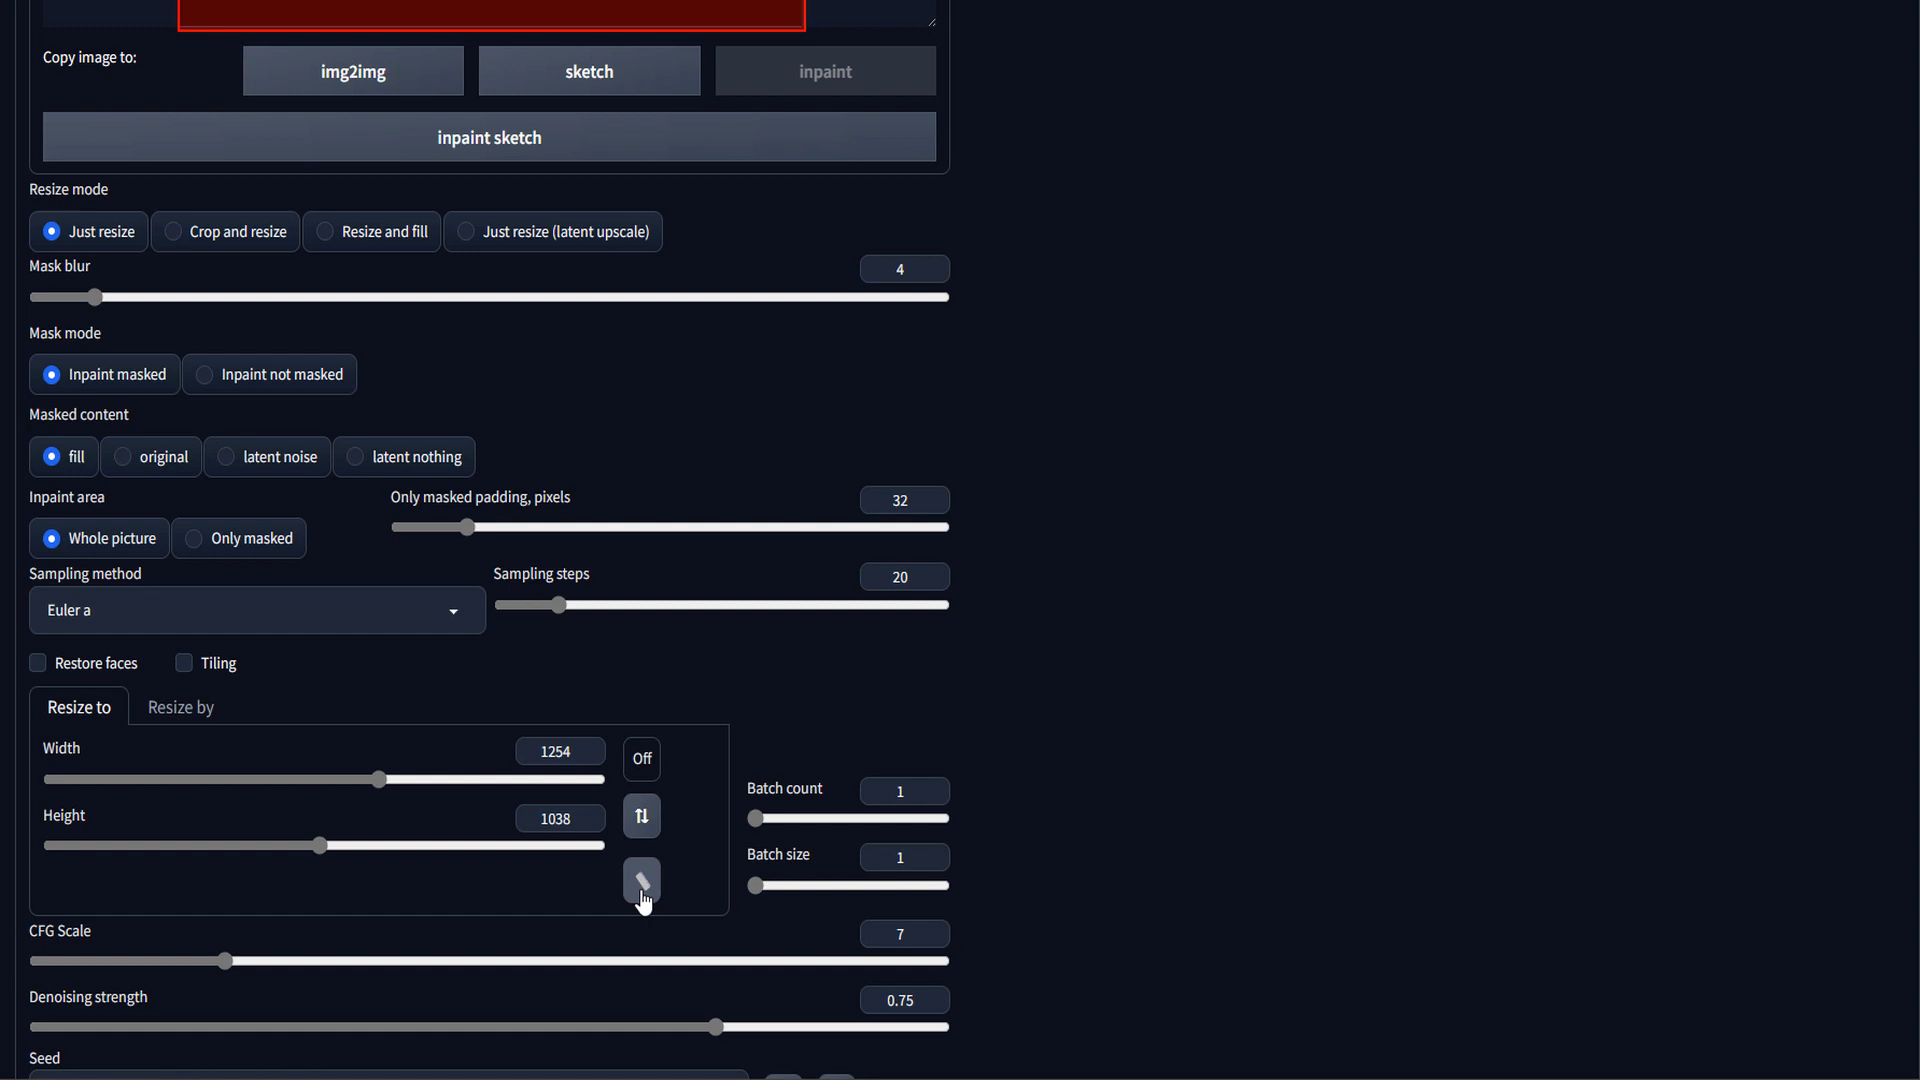 Copy image to:
img2img
sketch
inpaint
inpaint sketch
Resize mode
Just resize
Crop and resize
Resize and fill
Just resize (latent upscale)
Mask blur
4
Mask mode
Inpaint masked
Inpaint not masked
Masked content
fill
original
latent noise
latent nothing
Inpaint area
Only masked padding, pixels
32
Whole picture
Only masked
Sampling method
Sampling steps
20
Euler a
Restore faces
Tiling
Resize to
Resize by
Width
1254
Off
Height
1038
Batch count
1
Batch size
1
CFG Scale
7
Denoising strength
0.75
Seed